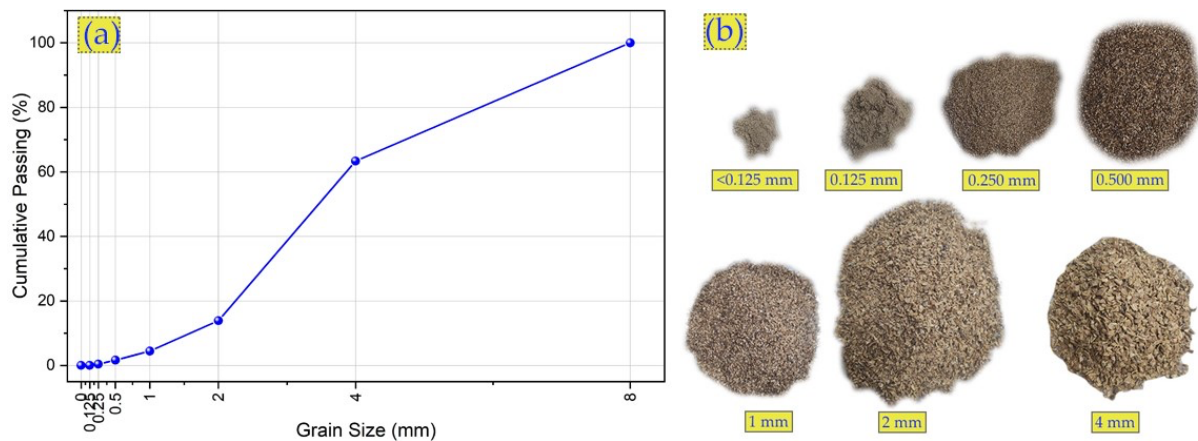 (a)
100
80
60
40
20
0
Cumulative Passing (%)
0
0.125
0.25
0.5
1
2
4
8
Grain Size (mm)
(b)
<0.125 mm
0.125 mm
0.250 mm
0.500 mm
1 mm
2 mm
4 mm